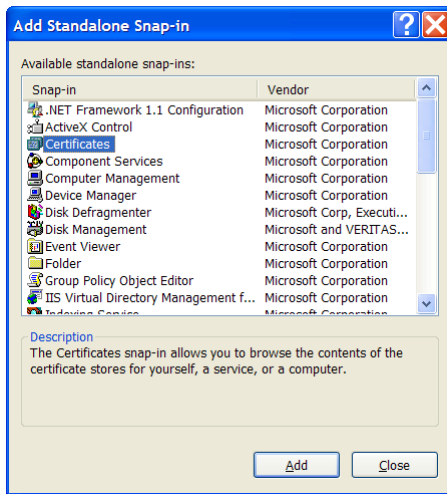 Add Standalone Snap-in
Available standalone snap-ins:
Snap-in Vendor
.NET Framework 1.1 Configuration Microsoft Corporation
ActiveX Control Microsoft Corporation
Certificates Microsoft Corporation
Component Services Microsoft Corporation
Computer Management Microsoft Corporation
Device Manager Microsoft Corporation
Disk Defragmenter Microsoft Corp, Executi...
Disk Management Microsoft and VERITAS...
Event Viewer Microsoft Corporation
Folder Microsoft Corporation
Group Policy Object Editor Microsoft Corporation
IIS Virtual Directory Management f... Microsoft Corporation
Indexing Service Microsoft Corporation
Description
The Certificates snap-in allows you to browse the contents of the
certificate stores for yourself, a service, or a computer.
Add Close